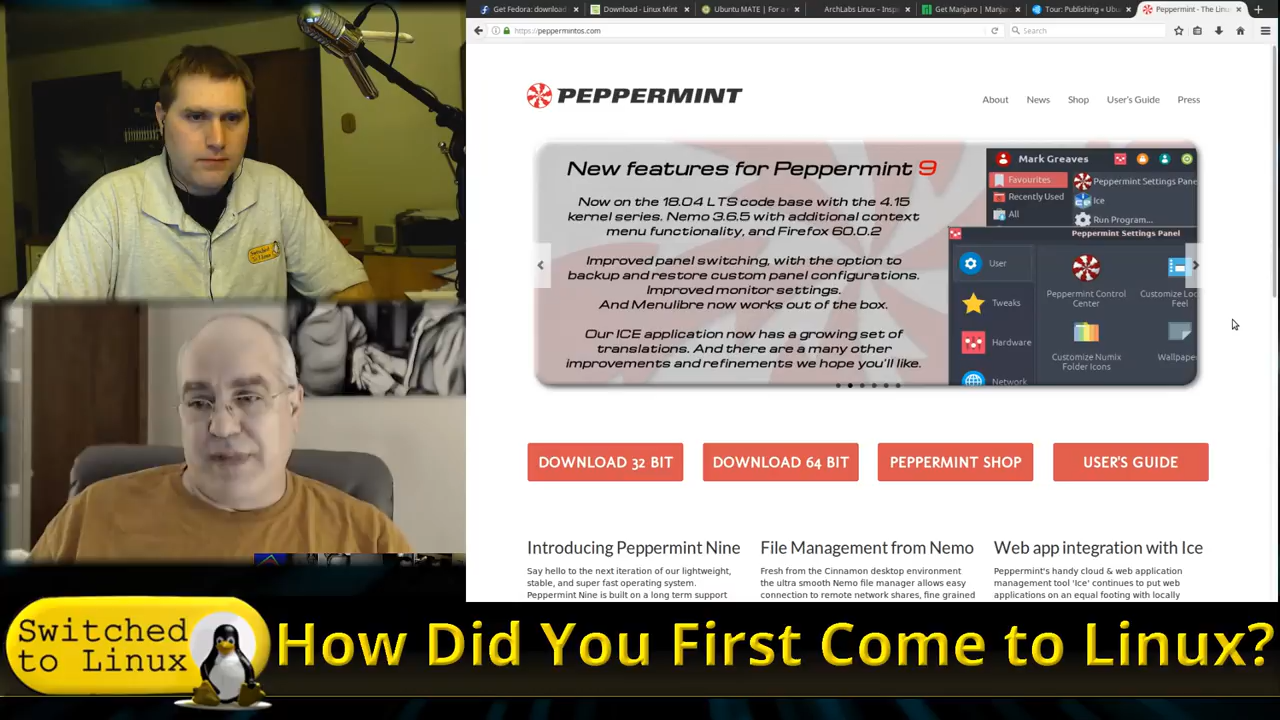 Get Fedora: download
Download - Linux Mint
Ubuntu MATE | For a
ArchLabs Linux – Inspi
Get Manjaro | Manja
Tour: Publishing « Ubu
Peppermint - The Linu
https://peppermintos.com
Search
PEPPERMINT
About
News
Shop
User's Guide
Press
New features for Peppermint 9
Now on the 18.04 LTS code base with the 4.15
kernel series. Nemo 3.6.5 with additional context
menu functionality, and Firefox 60.0.2
Improved panel switching, with the option to
backup and restore custom panel configurations.
Improved monitor settings.
And Menulibre now works out of the box.
Our ICE application now has a growing set of
translations. And there are a many other
improvements and refinements we hope you'll like.
Mark Greaves
Favourites
Recently Used
All
Peppermint Settings Pane
Ice
Run Program...
Peppermint Settings Panel
User
Tweaks
Hardware
Network
Peppermint Control
Center
Customize Loo
Feel
Customize Numix
Folder Icons
Wallpape
DOWNLOAD 32 BIT
DOWNLOAD 64 BIT
PEPPERMINT SHOP
USER'S GUIDE
Introducing Peppermint Nine
Say hello to the next iteration of our lightweight,
stable, and super fast operating system.
Peppermint Nine is built on a long term support
File Management from Nemo
Fresh from the Cinnamon desktop environment
the ultra smooth Nemo file manager allows easy
connection to remote network shares, fine grained
Web app integration with Ice
Peppermint's handy cloud & web application
management tool 'Ice' continues to put web
applications on an equal footing with locally
Switched
to Linux
How Did You First Come to Linux?